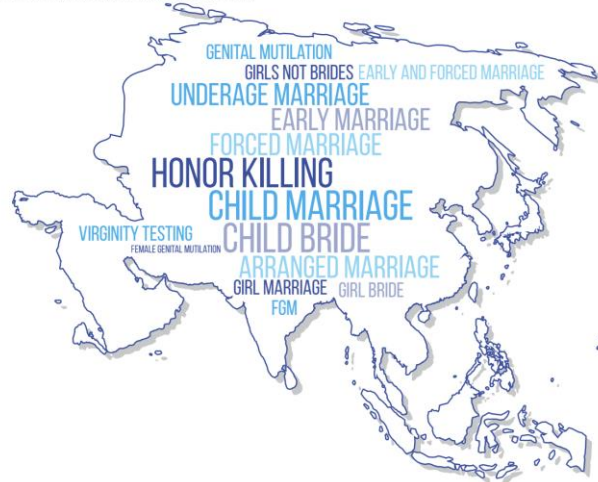 GENITAL MUTILATION
GIRLS NOT BRIDES EARLY AND FORCED MARRIAGE
UNDERAGE MARRIAGE
EARLY MARRIAGE
FORCED MARRIAGE
HONOR KILLING
CHILD MARRIAGE
VIRGINITY TESTING CHILD BRIDE
FEMALE GENITAL MUTILATION
ARRANGED MARRIAGE
GIRL MARRIAGE GIRL BRIDE
FGM